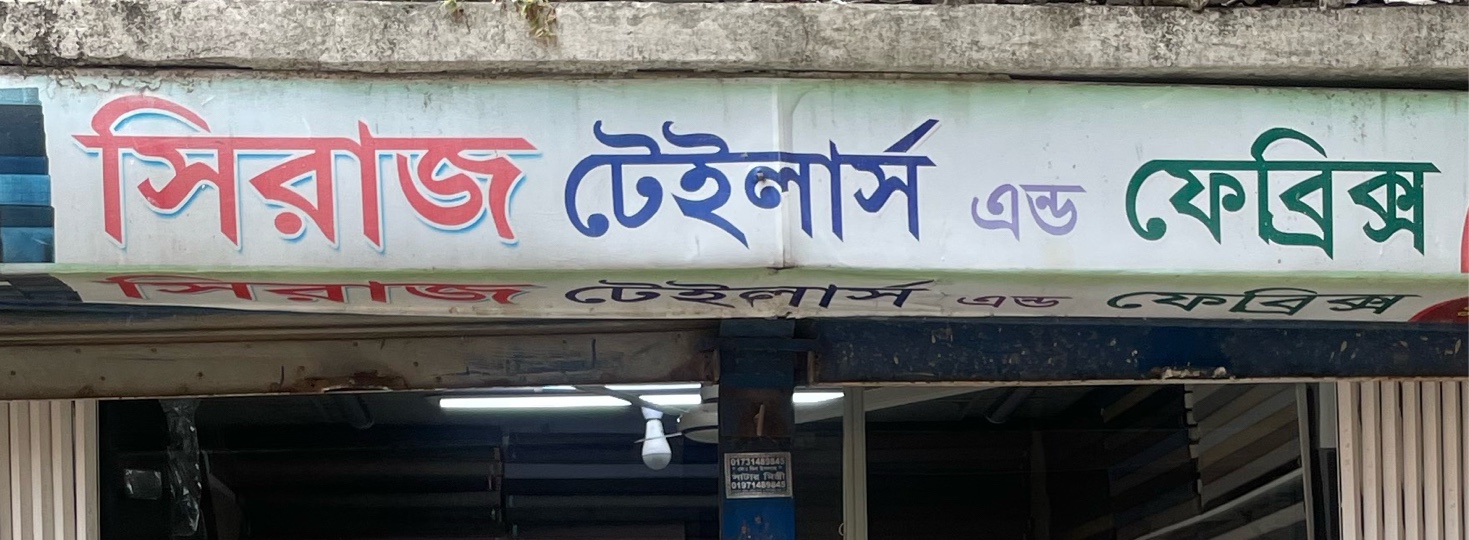 সিরাজ টেইলার্স এন্ড ফেব্রিক্স
সিরাজ টেইলার্স এন্ড ফেব্রিক্স
সাটার মিস্ত্রী